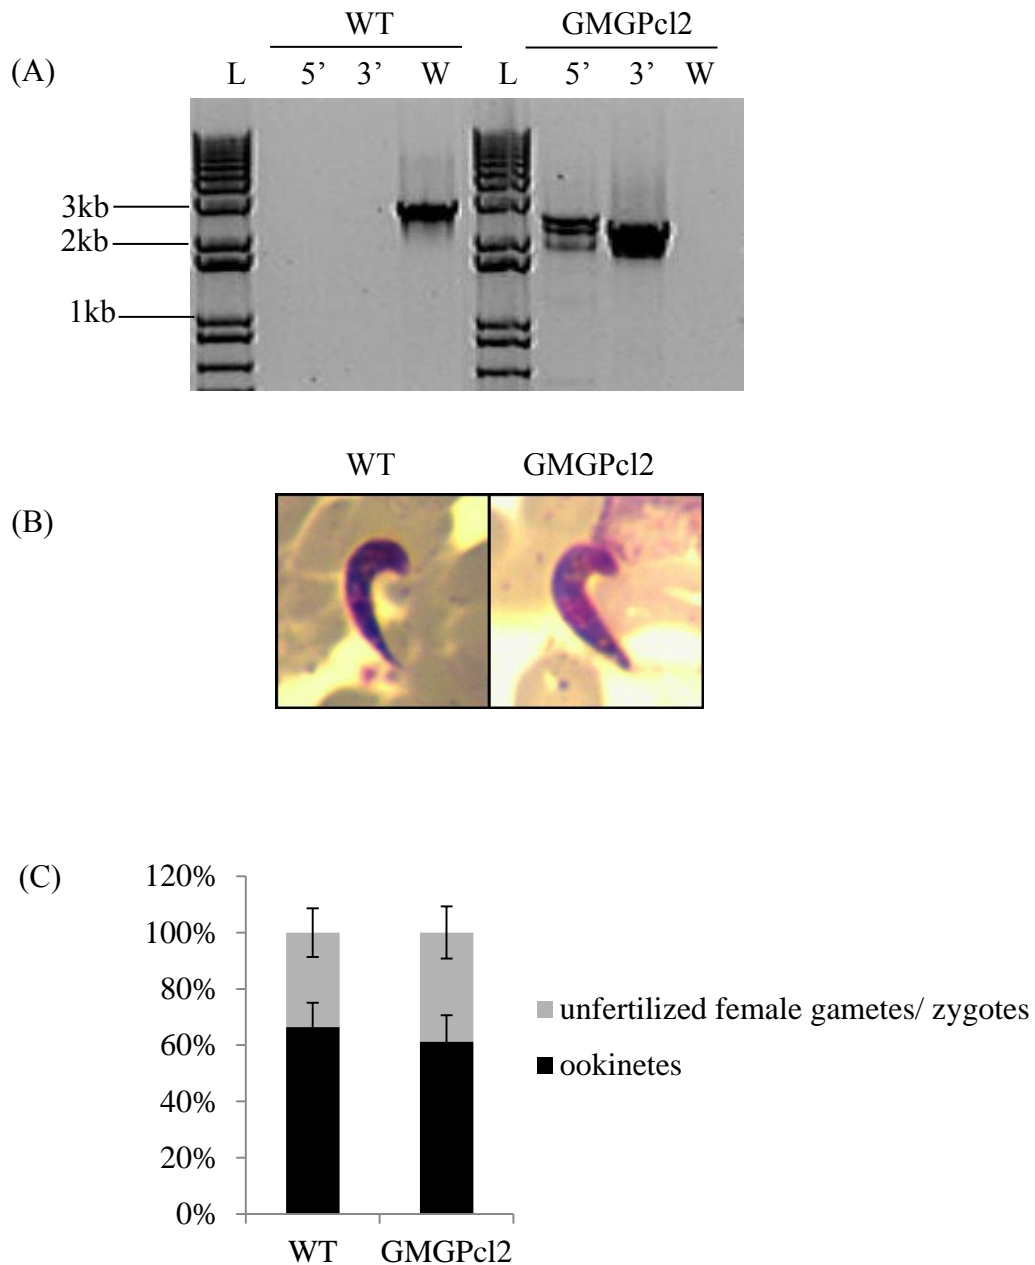 WT GMGPcl2
(A) L 5’ 3’ W L 5’ 3’ W
3kb
2kb
1kb
WT GMGPcl2
(B)
(C)
120%
100%
80%
60%
40%
20%
0%
unfertilized female gametes/ zygotes
ookinetes
WT GMGPcl2